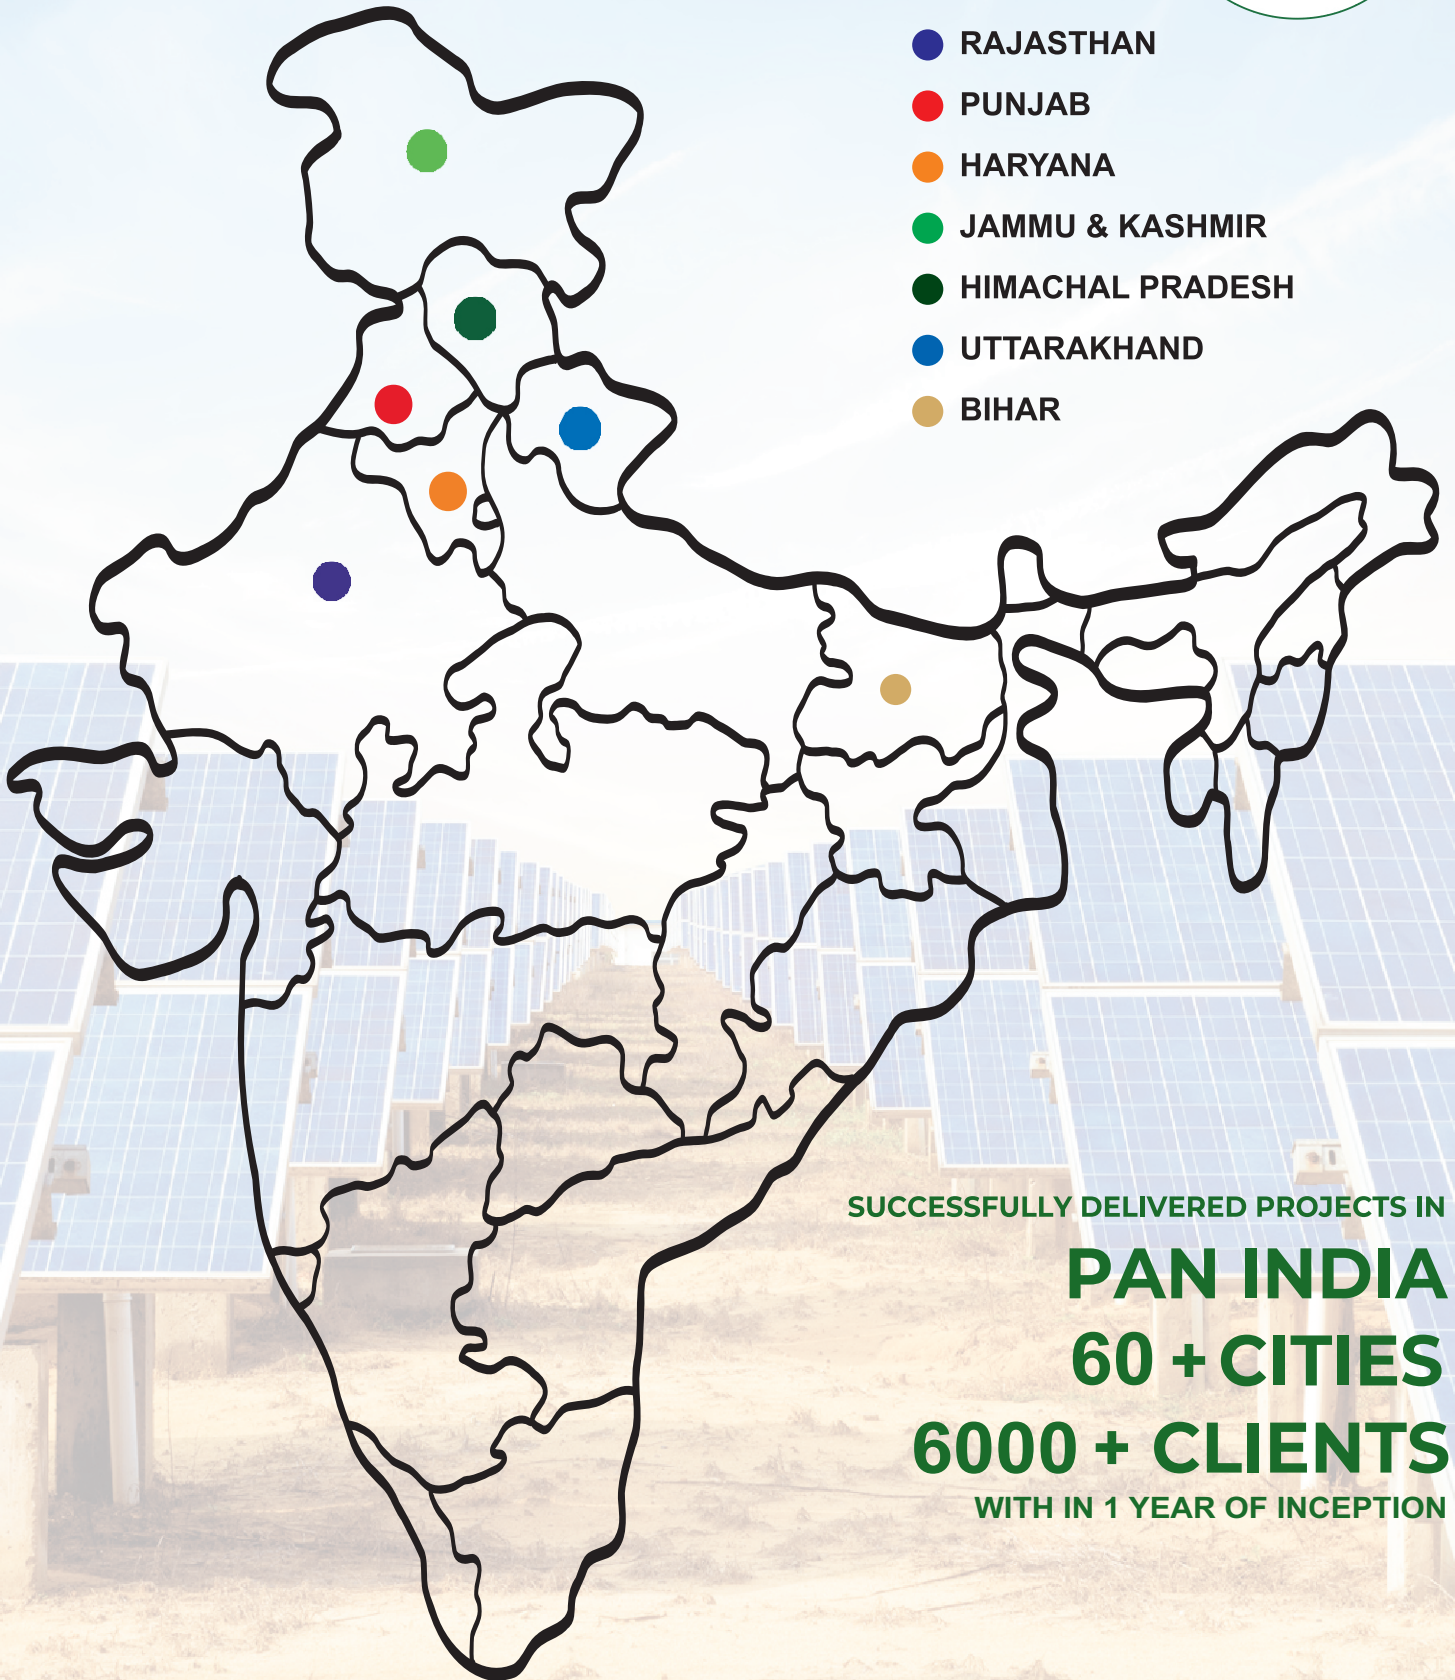 RAJASTHAN
PUNJAB
HARYANA
JAMMU & KASHMIR
HIMACHAL PRADESH
UTTARAKHAND
BIHAR
SUCCESSFULLY DELIVERED PROJECTS IN
PAN INDIA
60 + CITIES
6000 + CLIENTS
WITH IN 1 YEAR OF INCEPTION